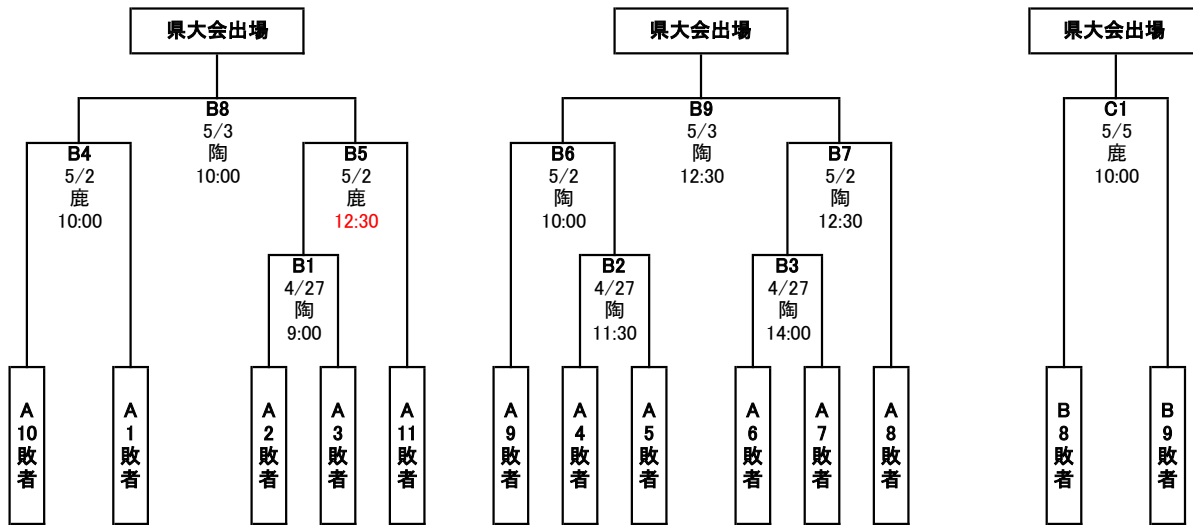 県大会出場
県大会出場
県大会出場
B8
5/3
陶
10:00
B9
5/3
陶
12:30
C1
5/5
鹿
10:00
B4
5/2
鹿
10:00
B5
5/2
鹿
12:30
B6
5/2
陶
10:00
B7
5/2
陶
12:30
B1
4/27
陶
9:00
B2
4/27
陶
11:30
B3
4/27
陶
14:00
A10敗者
A1敗者
A2敗者
A3敗者
A11敗者
A9敗者
A4敗者
A5敗者
A6敗者
A7敗者
A8敗者
B8敗者
B9敗者